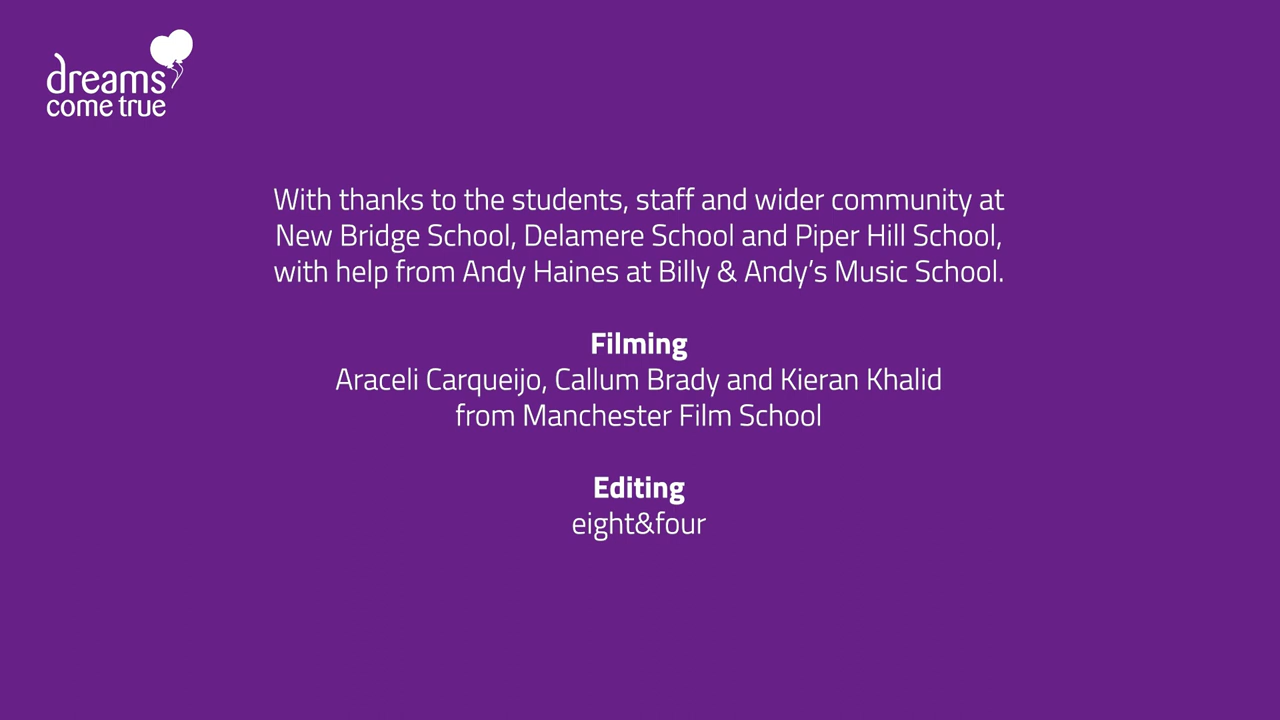 dreams
come true
With thanks to the students, staff and wider community at
New Bridge School, Delamere School and Piper Hill School,
with help from Andy Haines at Billy & Andy’s Music School.
Filming
Araceli Carqueijo, Callum Brady and Kieran Khalid
from Manchester Film School
Editing
eight&four